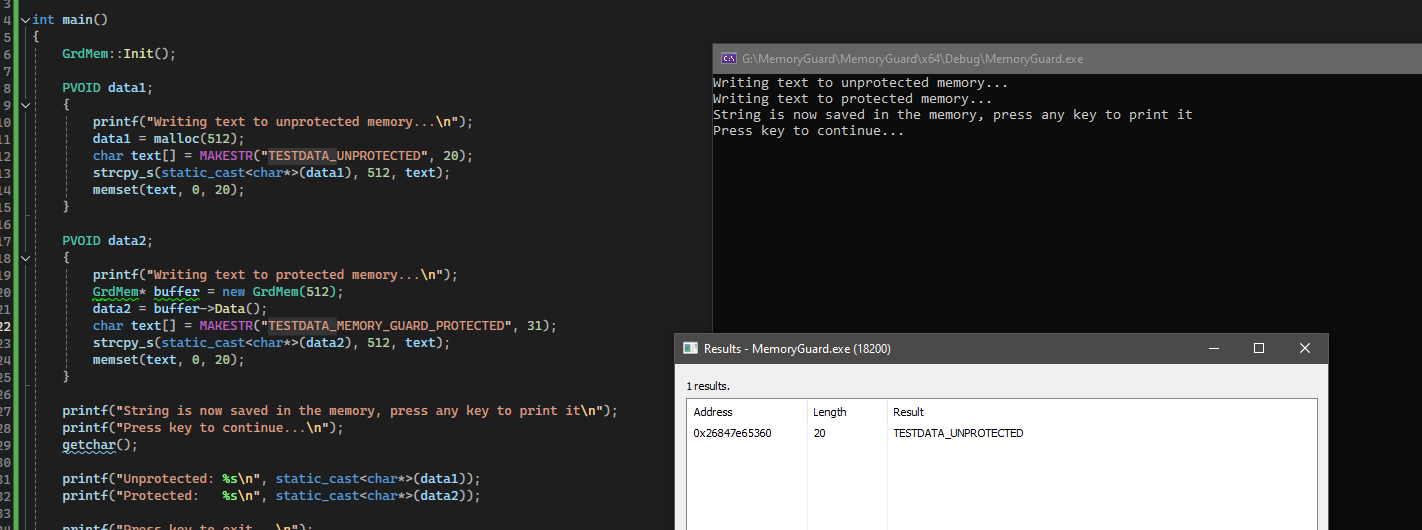 3
4 int main()
5 {
6 GrdMem::Init();
7
8 PVOID data1;
9 {
10 printf("Writing text to unprotected memory...\n");
11 data1 = malloc(512);
12 char text[] = MAKESTR("TESTDATA_UNPROTECTED", 20);
13 strcpy_s(static_cast<char*>(data1), 512, text);
14 memset(text, 0, 20);
15 }
16
17 PVOID data2;
18 {
19 printf("Writing text to protected memory...\n");
20 GrdMem* buffer = new GrdMem(512);
21 data2 = buffer->Data();
22 char text[] = MAKESTR("TESTDATA_MEMORY_GUARD_PROTECTED", 31);
23 strcpy_s(static_cast<char*>(data2), 512, text);
24 memset(text, 0, 20);
25 }
26
27 printf("String is now saved in the memory, press any key to print it\n");
28 printf("Press key to continue...\n");
29 getchar();
30
31 printf("Unprotected: %s\n", static_cast<char*>(data1));
32 printf("Protected:   %s\n", static_cast<char*>(data2));
33
34 printf("Press key to exit...\n");
C:\ G:\MemoryGuard\MemoryGuard\x64\Debug\MemoryGuard.exe
Writing text to unprotected memory...
Writing text to protected memory...
String is now saved in the memory, press any key to print it
Press key to continue...
Results - MemoryGuard.exe (18200)
1 results.
Address Length Result
0x26847e65360 20 TESTDATA_UNPROTECTED